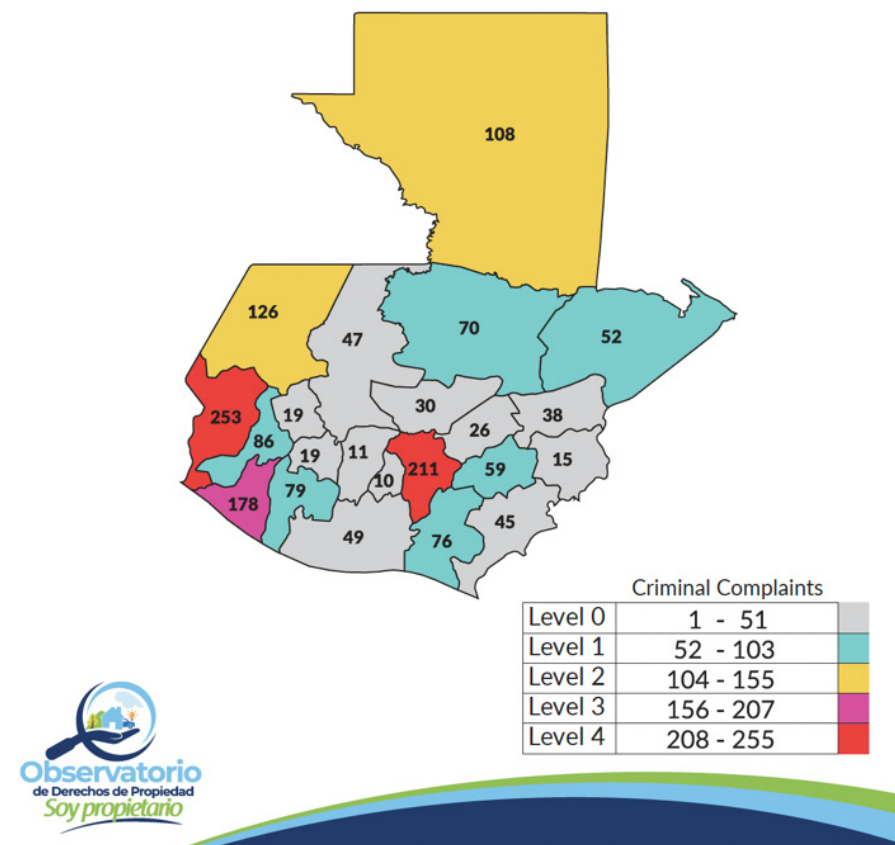 108
126
47
70
52
253
19
30
38
86
26
19
11
211
59
15
10
178
79
49
76
45
Criminal Complaints
Level 0 1 - 51
Level 1 52 - 103
Level 2 104 - 155
Level 3 156 - 207
Level 4 208 - 255
Observatorio
de Derechos de Propiedad
Soy propietario